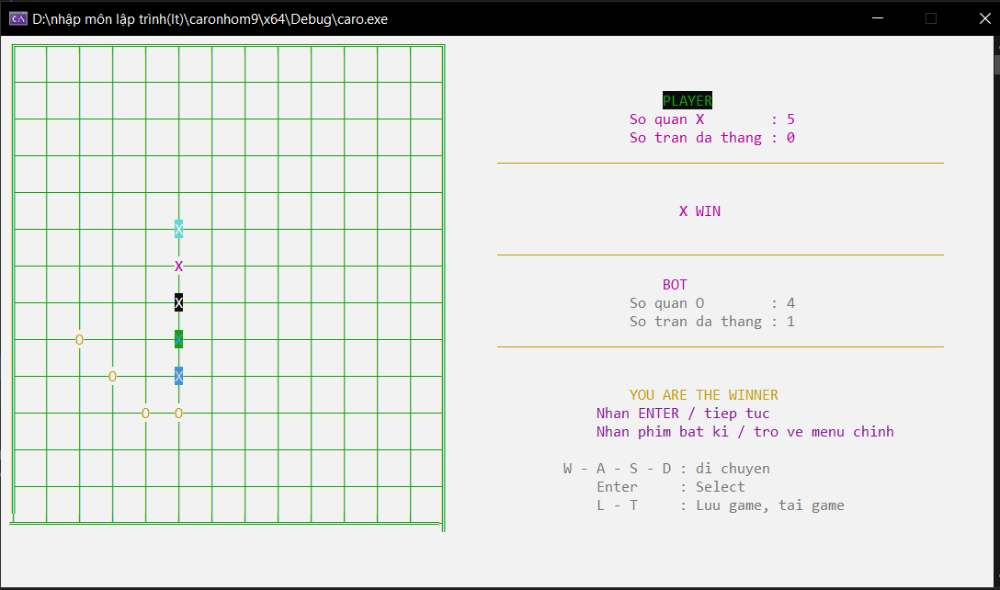 D:\nhập môn lập trình(lt)\caronhom9\x64\Debug\caro.exe
PLAYER
So quan X : 5
So tran da thang : 0
X WIN
X
X
BOT
X
So quan O : 4
So tran da thang : 1
O X
O X
YOU ARE THE WINNER
O O
Nhan ENTER / tiep tuc
Nhan phim bat ki / tro ve menu chinh
W - A - S - D : di chuyen
Enter : Select
L - T : Luu game, tai game